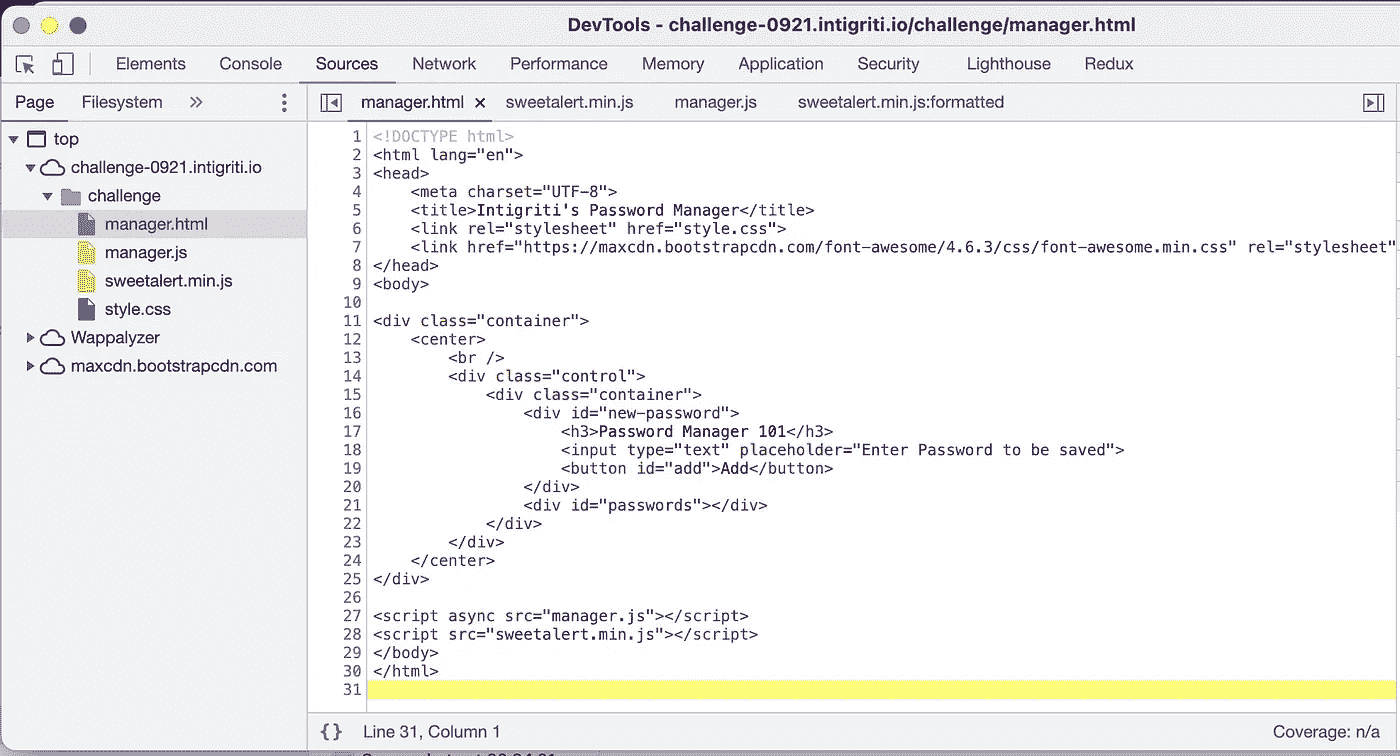 DevTools - challenge-0921.intigriti.io/challenge/manager.html
Elements Console Sources Network Performance Memory Application Security Lighthouse Redux
Page Filesystem » manager.html × sweetalert.min.js manager.js sweetalert.min.js:formatted
top
challenge-0921.intigriti.io
challenge
manager.html
manager.js
sweetalert.min.js
style.css
Wappalyzer
maxcdn.bootstrapcdn.com
1 <!DOCTYPE html>
2 <html lang="en">
3 <head>
4     <meta charset="UTF-8">
5     <title>Intigriti's Password Manager</title>
6     <link rel="stylesheet" href="style.css">
7     <link href="https://maxcdn.bootstrapcdn.com/font-awesome/4.6.3/css/font-awesome.min.css" rel="stylesheet"
8 </head>
9 <body>
10
11 <div class="container">
12     <center>
13         <br />
14         <div class="control">
15             <div class="container">
16                 <div id="new-password">
17                     <h3>Password Manager 101</h3>
18                     <input type="text" placeholder="Enter Password to be saved">
19                     <button id="add">Add</button>
20                 </div>
21                 <div id="passwords"></div>
22             </div>
23         </div>
24     </center>
25 </div>
26
27 <script async src="manager.js"></script>
28 <script src="sweetalert.min.js"></script>
29 </body>
30 </html>
31
{} Line 31, Column 1 Coverage: n/a